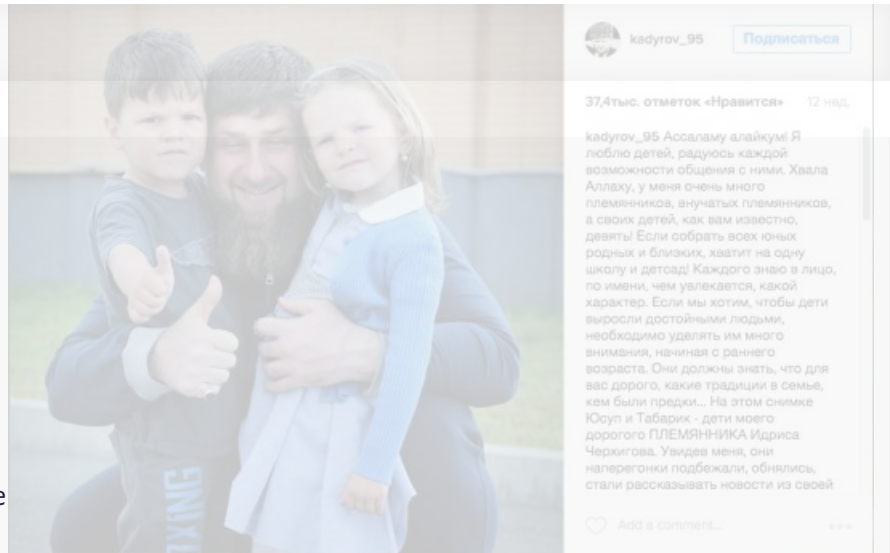 kadyrov_95
Подписаться
37,4тыс. отметок «Нравится» 12 нед.
kadyrov_95 Ассаламу алайкум! Я
люблю детей, радуюсь каждой
возможности общения с ними. Хвала
Аллаху, у меня очень много
племянников, внучатых племянников,
а своих детей, как вам известно,
девять! Если собрать всех юных
родных и близких, хватит на одну
школу и детсад! Каждого знаю в лицо,
по имени, чем увлекается, какой
характер. Если мы хотим, чтобы дети
выросли достойными людьми,
необходимо уделять им много
внимания, начиная с раннего
возраста. Они должны знать, что для
вас дорого, какие традиции в семье,
кем были предки... На этом снимке
Юсуп и Табарик - дети моего
дорогого ПЛЕМЯННИКА Идриса
Черхигова. Увидев меня, они
наперегонки подбежали, обнялись,
стали рассказывать новости из своей
Add a comment...
е
XING